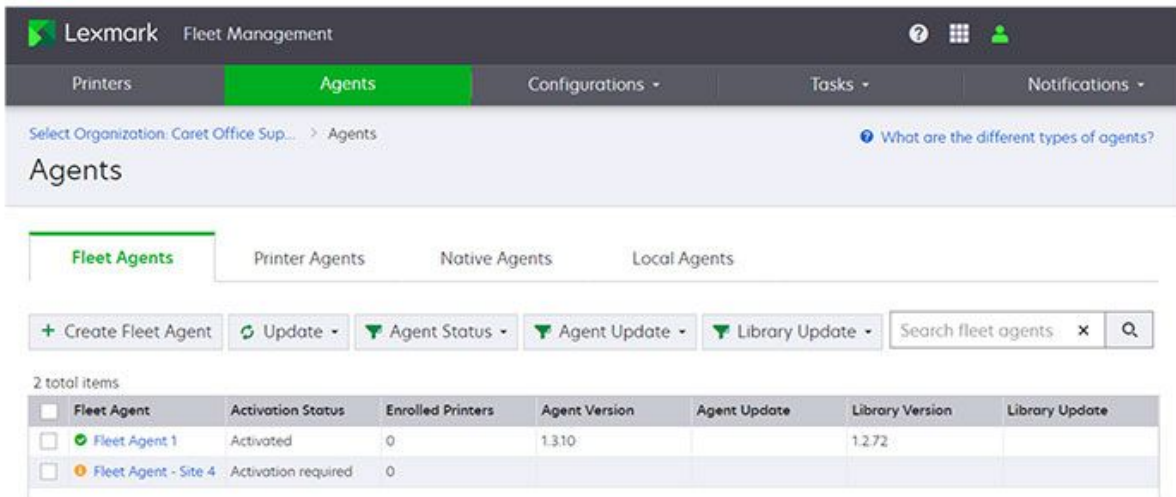 Lexmark Fleet Management
Printers Agents Configurations Tasks Notifications
Select Organization: Caret Office Sup... > Agents
What are the different types of agents?
Agents
Fleet Agents Printer Agents Native Agents Local Agents
+ Create Fleet Agent Update Agent Status Agent Update Library Update Search fleet agents x
2 total items
Fleet Agent Activation Status Enrolled Printers Agent Version Agent Update Library Version Library Update
Fleet Agent 1 Activated 0 1.3.10 1.2.72
Fleet Agent - Site 4 Activation required 0